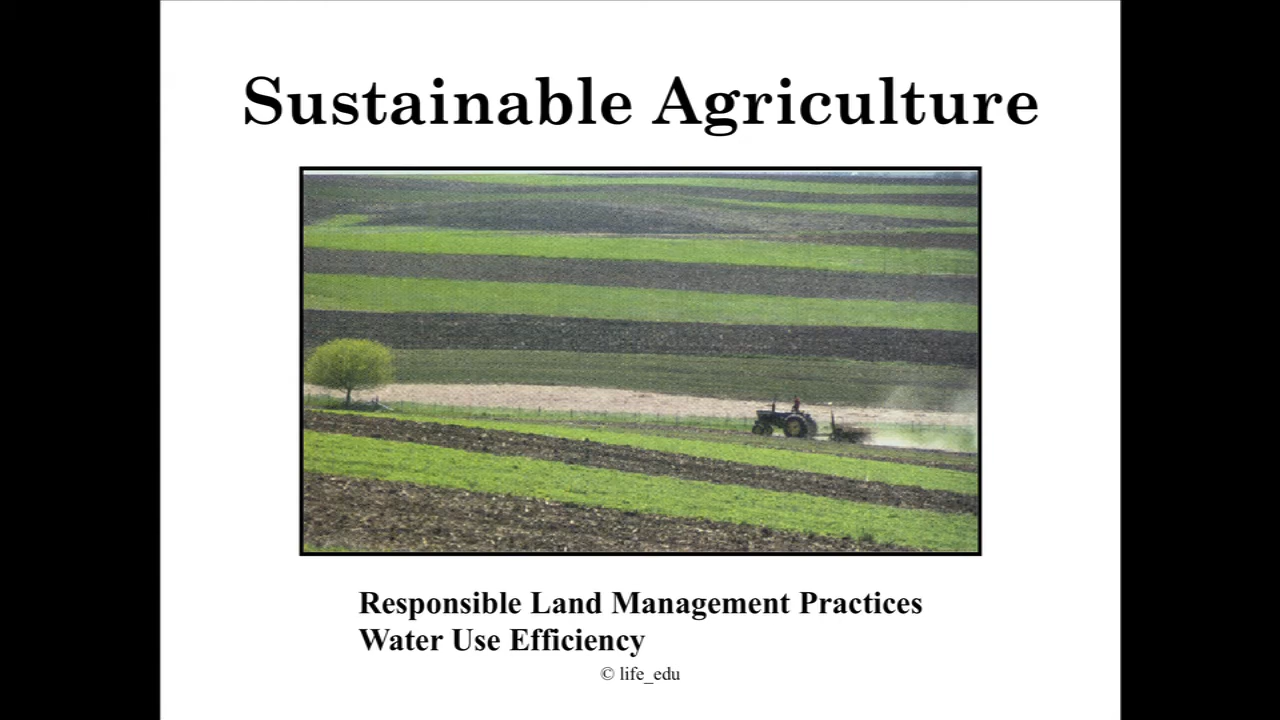 Sustainable Agriculture
Responsible Land Management Practices
Water Use Efficiency
© life_edu